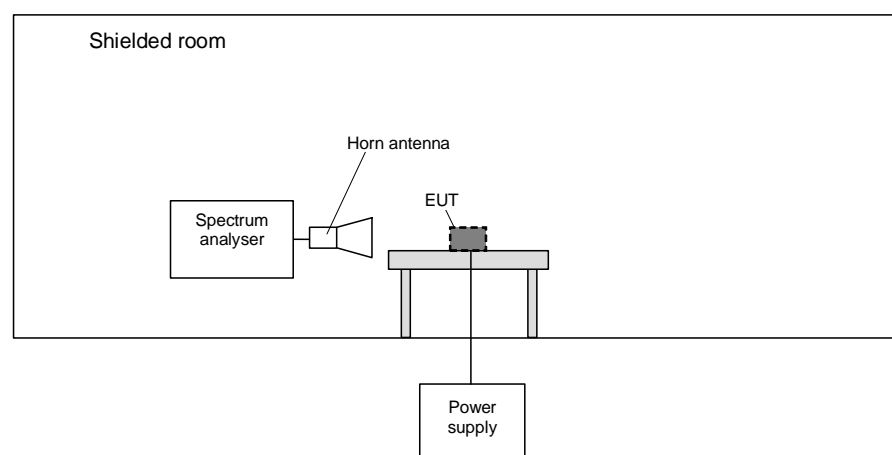 Shielded room
Horn antenna
EUT
Spectrum
analyser
Power
supply